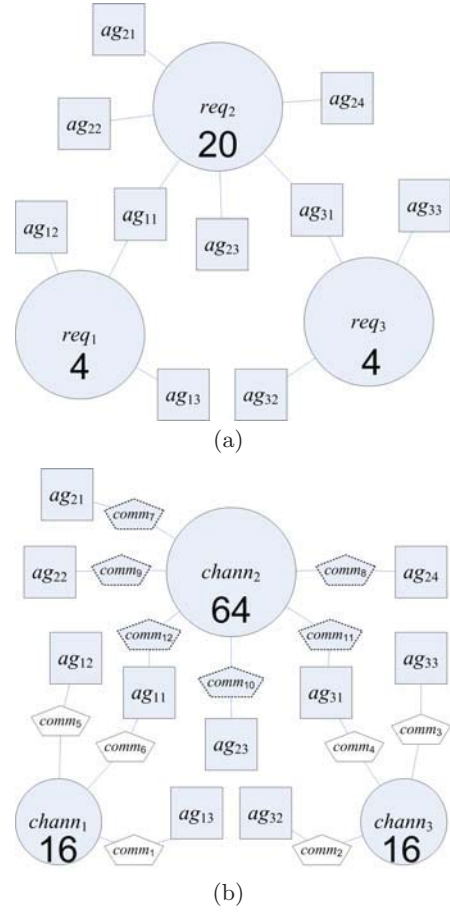 ag₂₁
req₂
20
ag₂₄
ag₂₂
ag₁₂
ag₁₁
ag₂₃
ag₃₁
ag₃₃
req₁
4
req₃
4
ag₁₃
ag₃₂
(a)
ag₂₁
comm₇
ag₂₂
comm₉
chann₂
64
comm₈
ag₂₄
comm₁₂
comm₁₁
ag₁₂
ag₁₁
comm₁₀
ag₃₁
ag₃₃
comm₅
comm₆
ag₂₃
comm₄
comm₃
chann₁
16
ag₁₃
comm₁
ag₃₂
comm₂
chann₃
16
(b)